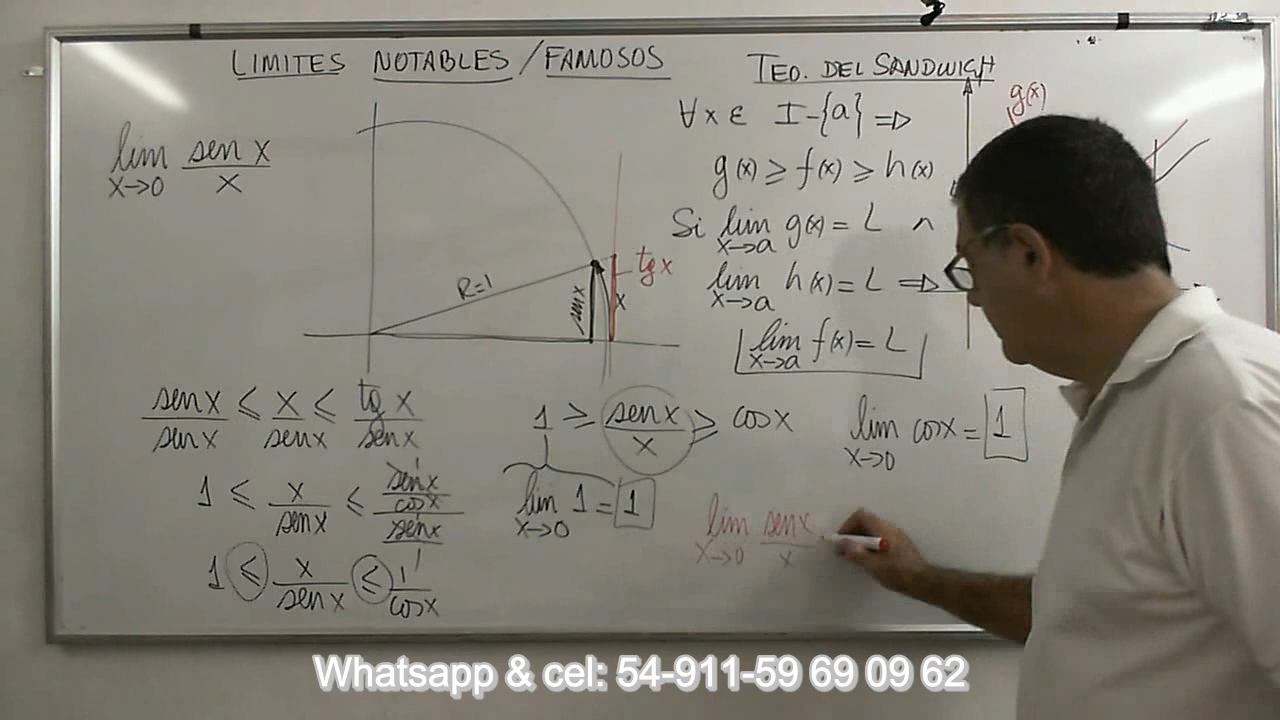 LIMITES NOTABLES / FAMOSOS
lim x→0 sen x / x
R=1
sen x
x
tg x
TEO. DEL SANDWICH
∀x ε I-{a} ⇒
g(x) ≥ f(x) ≥ h(x)
Si lim x→a g(x) = L ∧
lim x→a h(x) = L ⇒
lim x→a f(x) = L
g(x)
sen x / sen x ≤ x / sen x ≤ tg x / sen x
1 ≤ x / sen x ≤ sen x / cos x / sen x
1 ≤ x / sen x ≤ 1 / cos x
1 ≥ sen x / x ≥ cos x
lim x→0 1 = 1
lim x→0 cos x = 1
lim x→0 sen x / x
Whatsapp & cel: 54-911-59 69 09 62